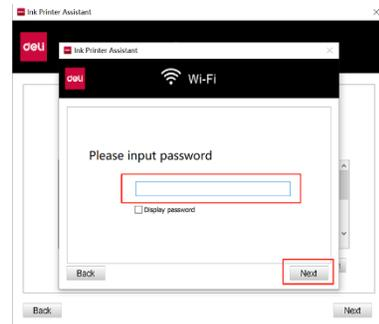 Ink Printer Assistant
deli
Ink Printer Assistant
deli
Wi-Fi
Please input password
Display password
Back
Next
Back
Next